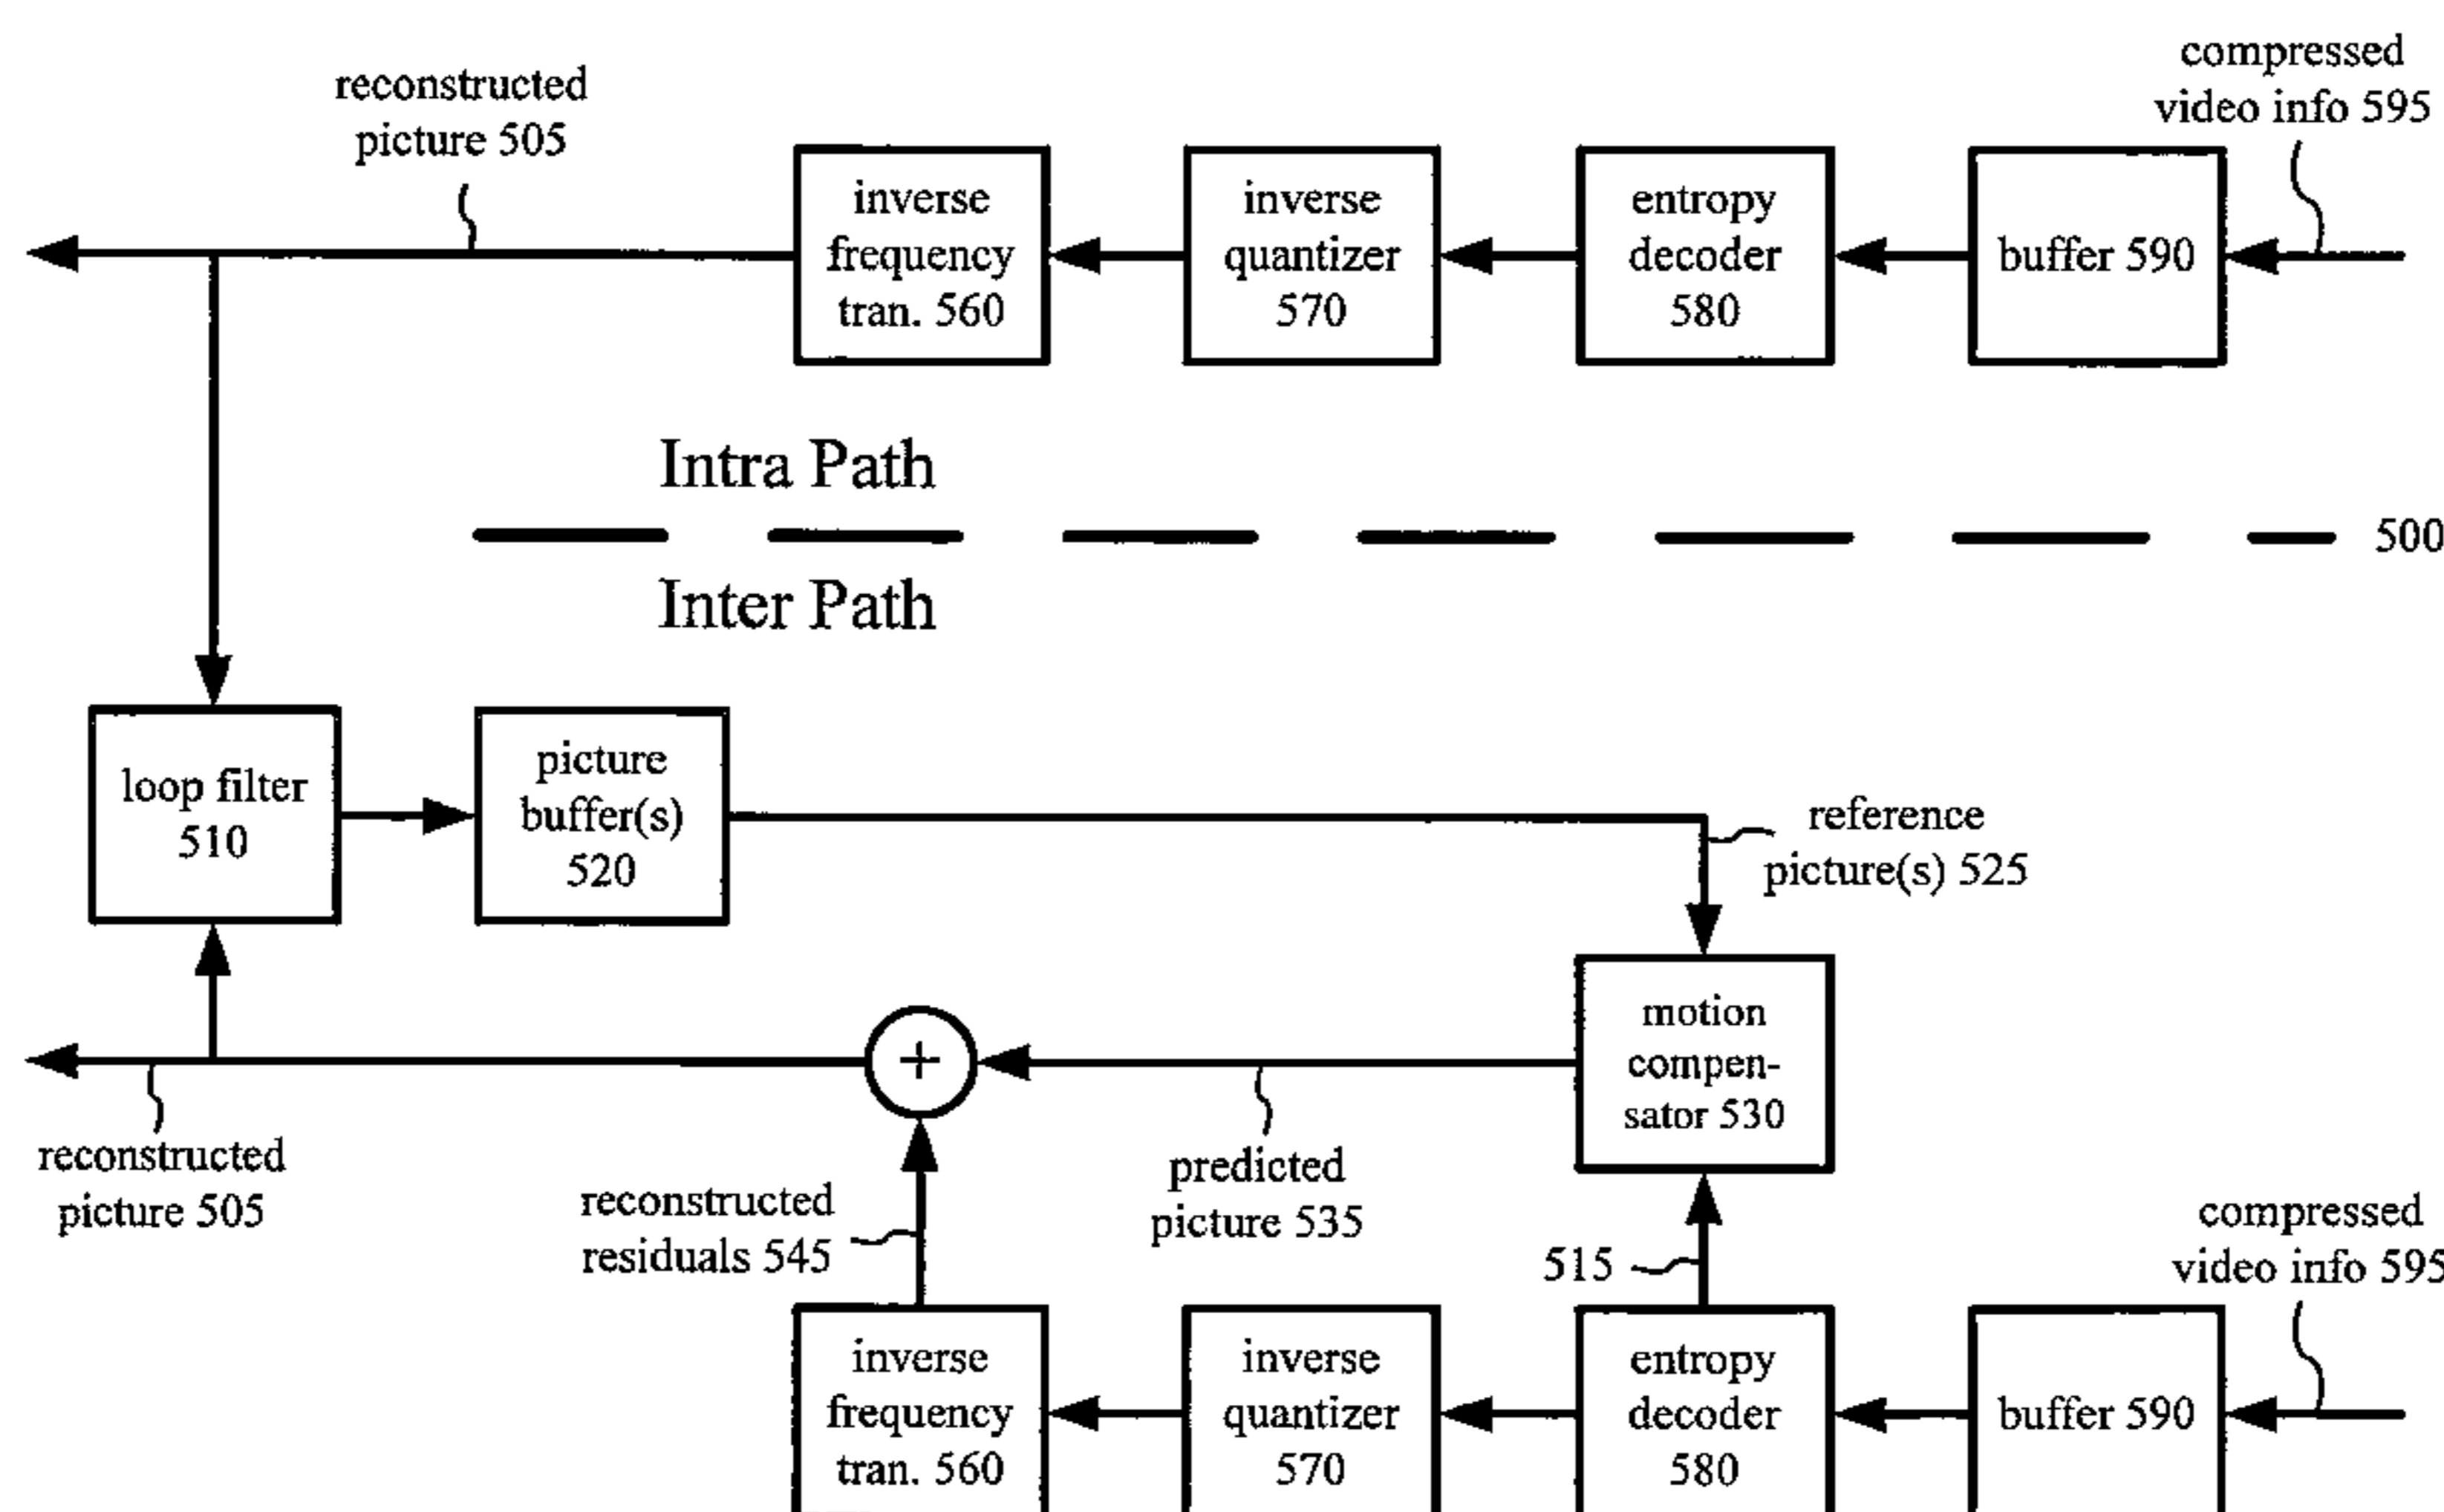 compressed
video info 595
reconstructed
picture 505
inverse
frequency
tran. 560
inverse
quantizer
570
entropy
decoder
580
buffer 590
Intra Path
500
Inter Path
loop filter
510
picture
buffer(s)
520
reference
picture(s) 525
motion
compen-
sator 530
+
reconstructed
picture 505
reconstructed
residuals 545
predicted
picture 535
515
compressed
video info 595
inverse
frequency
tran. 560
inverse
quantizer
570
entropy
decoder
580
buffer 590